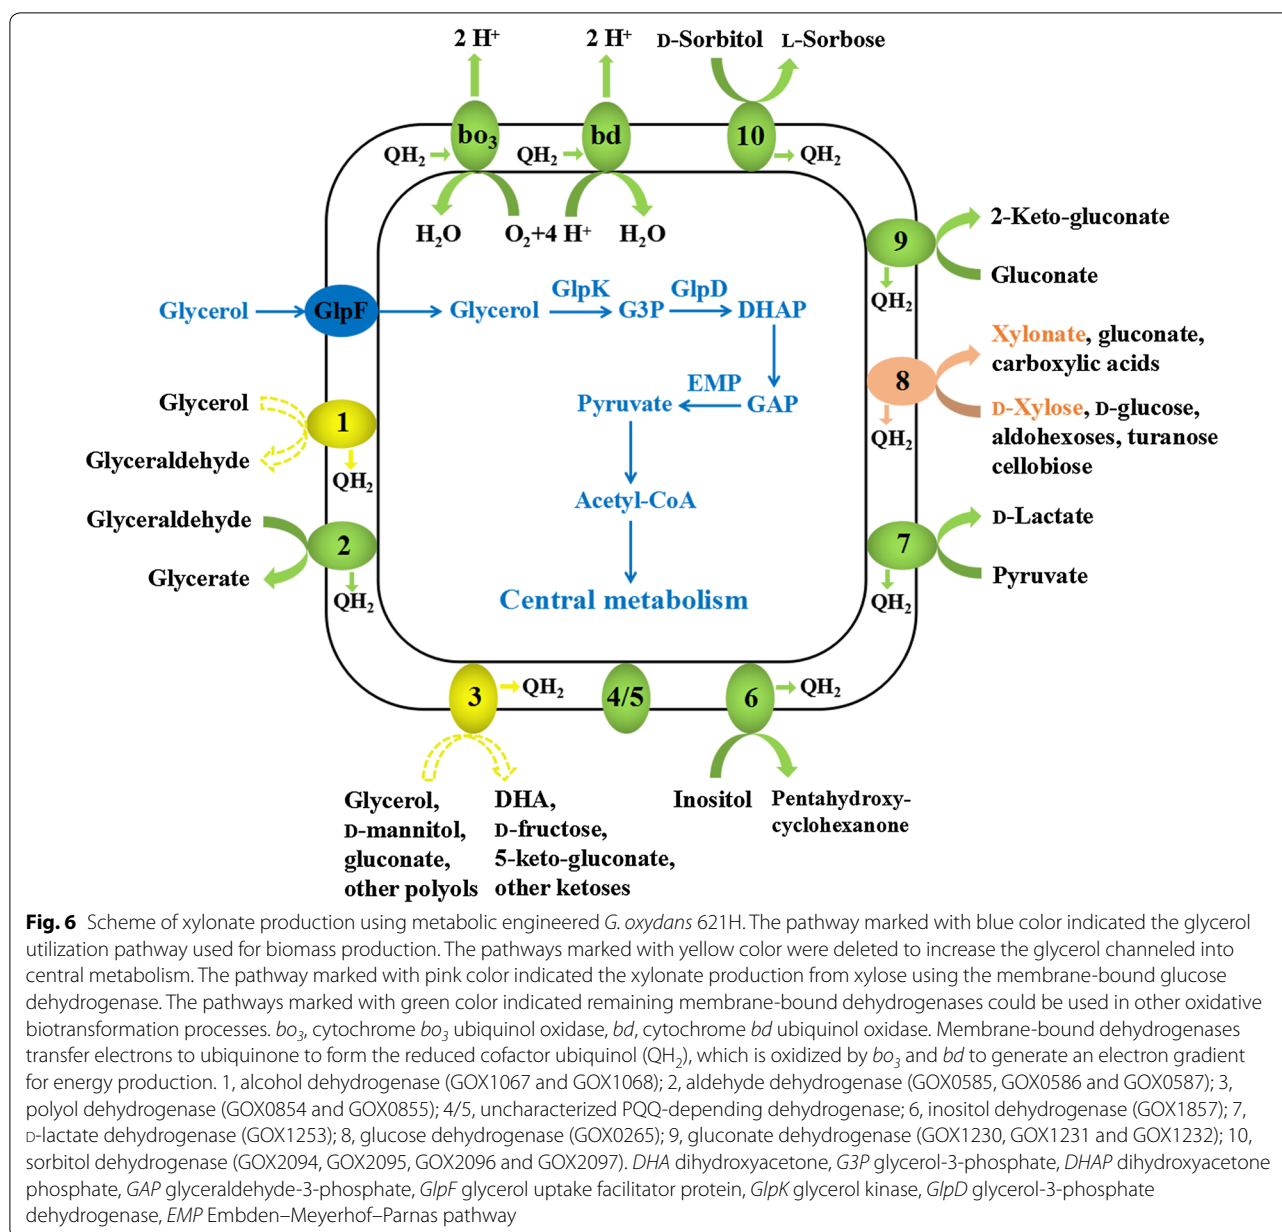 2 H⁺
2 H⁺
D-Sorbitol
L-Sorbose
bo₃
bd
10
QH₂
QH₂
QH₂
H₂O
O₂+4 H⁺
H₂O
2-Keto-gluconate
9
Gluconate
QH₂
Glycerol
GlpF
Glycerol
GlpK
G3P
GlpD
DHAP
Xylonate, gluconate,
carboxylic acids
8
D-Xylose, D-glucose,
aldohexoses, turanose
cellobiose
QH₂
EMP
Pyruvate
GAP
Glycerol
1
Glyceraldehyde
QH₂
Acetyl-CoA
Glyceraldehyde
2
Glycerate
QH₂
D-Lactate
7
Pyruvate
QH₂
Central metabolism
3
QH₂
4/5
6
QH₂
Glycerol,
D-mannitol,
gluconate,
other polyols
DHA,
D-fructose,
5-keto-gluconate,
other ketoses
Inositol
Pentahydroxy-
cyclohexanone
Fig. 6 Scheme of xylonate production using metabolic engineered G. oxydans 621H. The pathway marked with blue color indicated the glycerol
utilization pathway used for biomass production. The pathways marked with yellow color were deleted to increase the glycerol channeled into
central metabolism. The pathway marked with pink color indicated the xylonate production from xylose using the membrane-bound glucose
dehydrogenase. The pathways marked with green color indicated remaining membrane-bound dehydrogenases could be used in other oxidative
biotransformation processes. bo₃, cytochrome bo₃ ubiquinol oxidase, bd, cytochrome bd ubiquinol oxidase. Membrane-bound dehydrogenases
transfer electrons to ubiquinone to form the reduced cofactor ubiquinol (QH₂), which is oxidized by bo₃ and bd to generate an electron gradient
for energy production. 1, alcohol dehydrogenase (GOX1067 and GOX1068); 2, aldehyde dehydrogenase (GOX0585, GOX0586 and GOX0587); 3,
polyol dehydrogenase (GOX0854 and GOX0855); 4/5, uncharacterized PQQ-depending dehydrogenase; 6, inositol dehydrogenase (GOX1857); 7,
D-lactate dehydrogenase (GOX1253); 8, glucose dehydrogenase (GOX0265); 9, gluconate dehydrogenase (GOX1230, GOX1231 and GOX1232); 10,
sorbitol dehydrogenase (GOX2094, GOX2095, GOX2096 and GOX2097). DHA dihydroxyacetone, G3P glycerol-3-phosphate, DHAP dihydroxyacetone
phosphate, GAP glyceraldehyde-3-phosphate, GlpF glycerol uptake facilitator protein, GlpK glycerol kinase, GlpD glycerol-3-phosphate
dehydrogenase, EMP Embden–Meyerhof–Parnas pathway